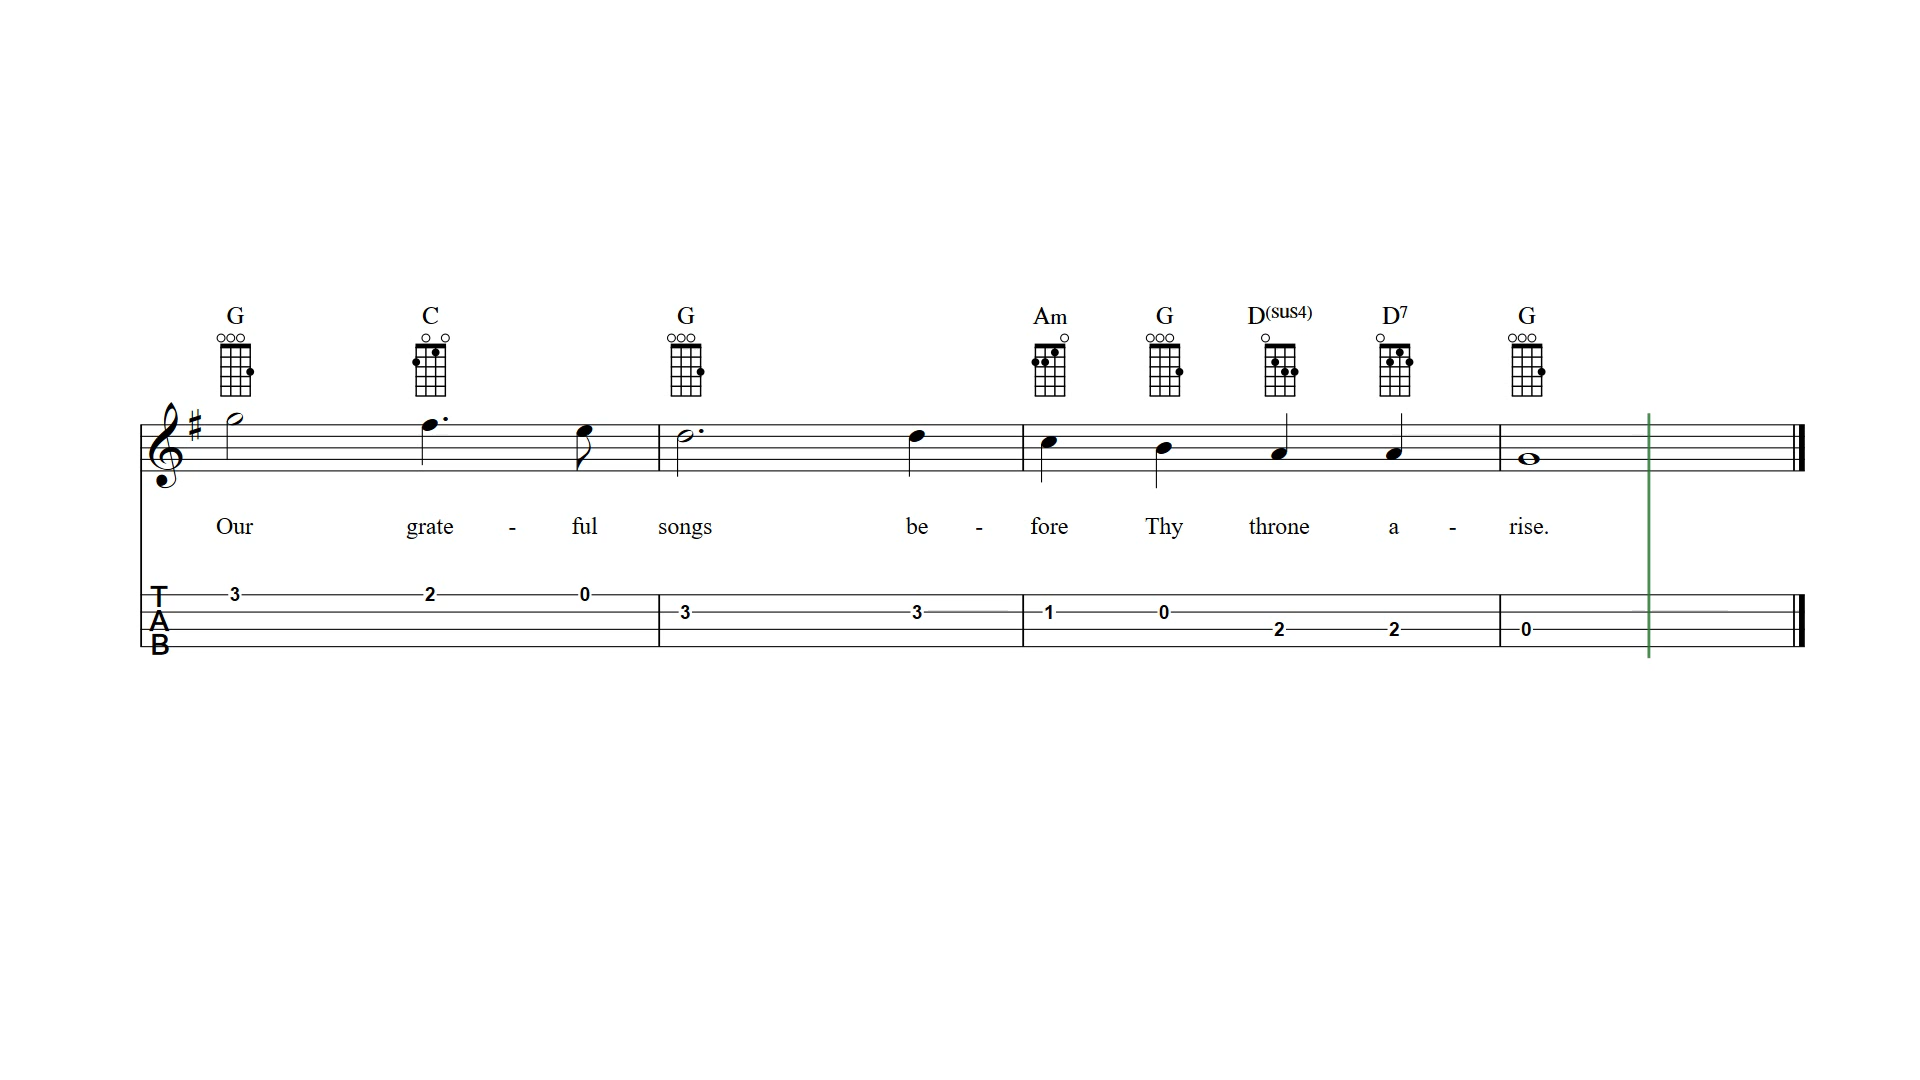 G C G Am G D(sus4) D7 G
Our grate - ful songs be - fore Thy throne a - rise.
T 3 2 0
A 3 3 1 0
2 2 0
B